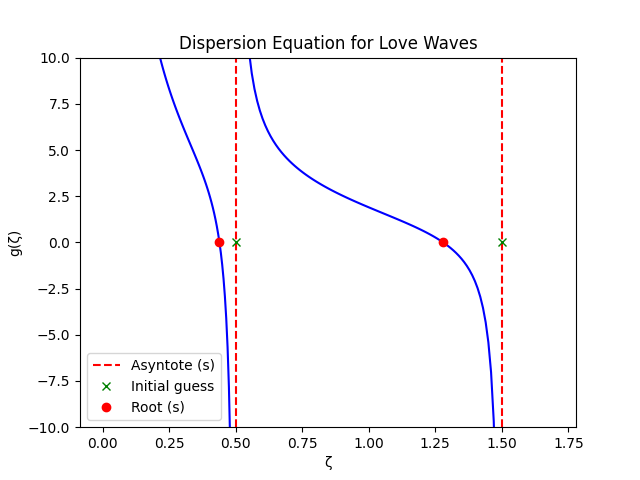 Dispersion Equation for Love Waves
g(ζ)
10.0
7.5
5.0
2.5
0.0
−2.5
−5.0
−7.5
−10.0
Asyntote (s)
Initial guess
Root (s)
0.00 0.25 0.50 0.75 1.00 1.25 1.50 1.75
ζ